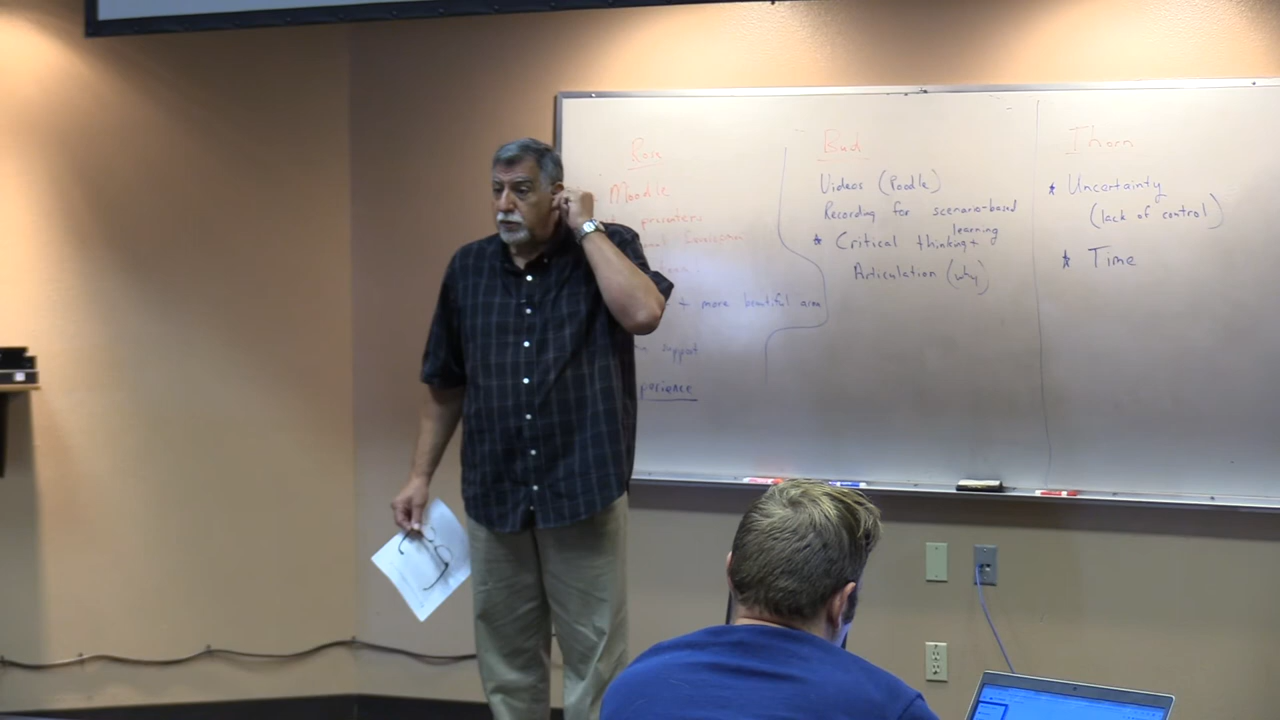 Rose
Moodle
presenters
+ more beautiful area
support
Bud
Videos (Poodle)
Recording for scenario-based
learning
* Critical thinking +
Articulation (why)
Thorn
* Uncertainty
(lack of control)
* Time